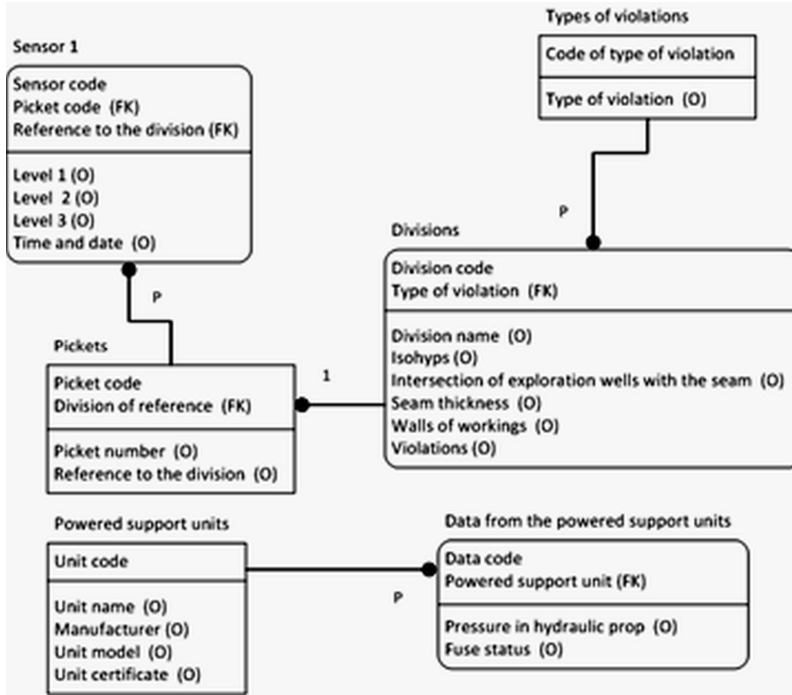 Types of violations
Code of type of violation
Type of violation (O)
Sensor 1
Sensor code
Picket code (FK)
Reference to the division (FK)
Level 1 (O)
Level 2 (O)
Level 3 (O)
Time and date (O)
P
P
Divisions
Division code
Type of violation (FK)
Division name (O)
Isohyps (O)
Intersection of exploration wells with the seam (O)
Seam thickness (O)
Walls of workings (O)
Violations (O)
Pickets
Picket code
Division of reference (FK)
Picket number (O)
Reference to the division (O)
1
Powered support units
Unit code
Unit name (O)
Manufacturer (O)
Unit model (O)
Unit certificate (O)
P
Data from the powered support units
Data code
Powered support unit (FK)
Pressure in hydraulic prop (O)
Fuse status (O)